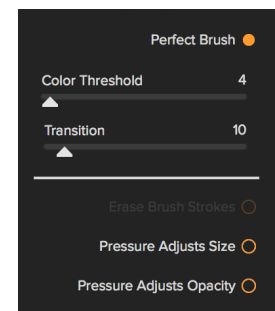 Perfect Brush
Color Threshold 4
Transition 10
Erase Brush Strokes
Pressure Adjusts Size
Pressure Adjusts Opacity